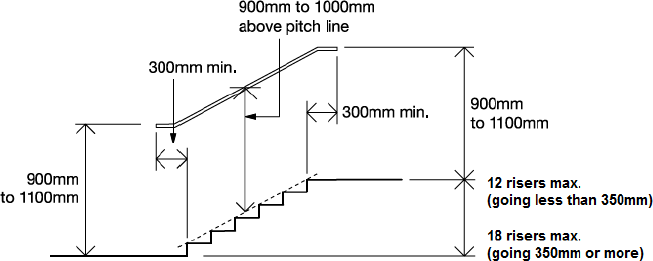 900mm to 1000mm
above pitch line
300mm min.
300mm min.
900mm
to 1100mm
900mm
to 1100mm
12 risers max.
(going less than 350mm)
18 risers max.
(going 350mm or more)